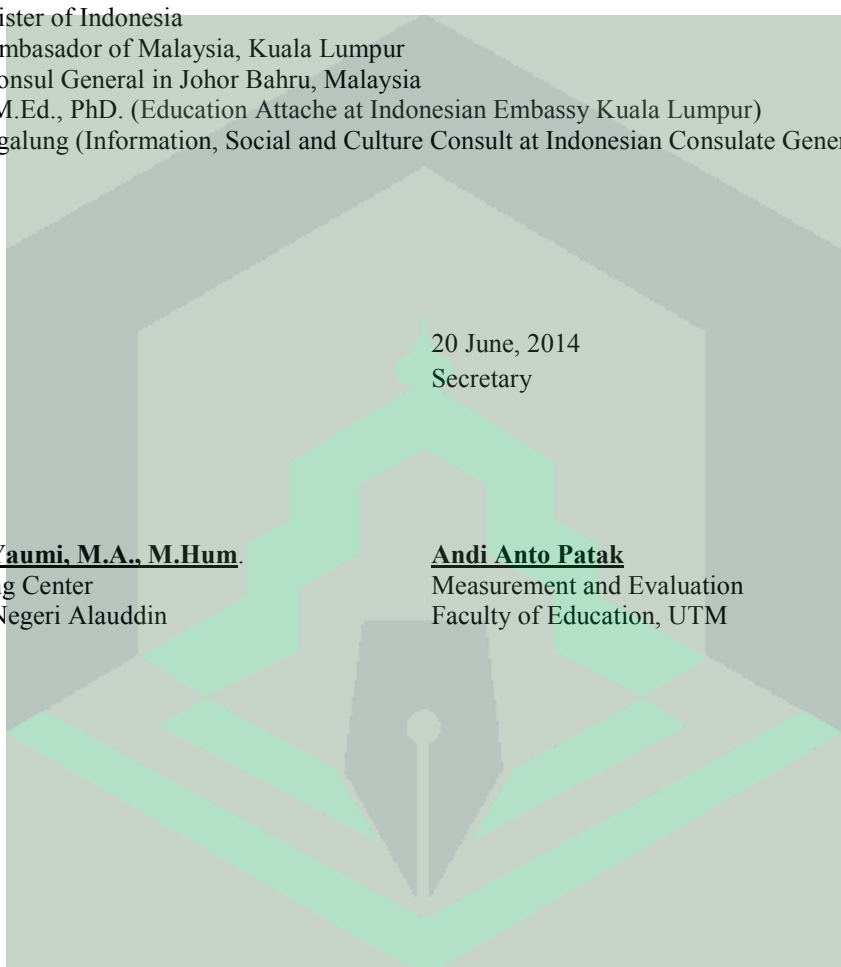 ister of Indonesia
mbasador of Malaysia, Kuala Lumpur
onsul General in Johor Bahru, Malaysia
M.Ed., PhD. (Education Attache at Indonesian Embassy Kuala Lumpur)
galung (Information, Social and Culture Consult at Indonesian Consulate Gener
20 June, 2014
Secretary
Yaumi, M.A., M.Hum.
ng Center
Negeri Alauddin
Andi Anto Patak
Measurement and Evaluation
Faculty of Education, UTM